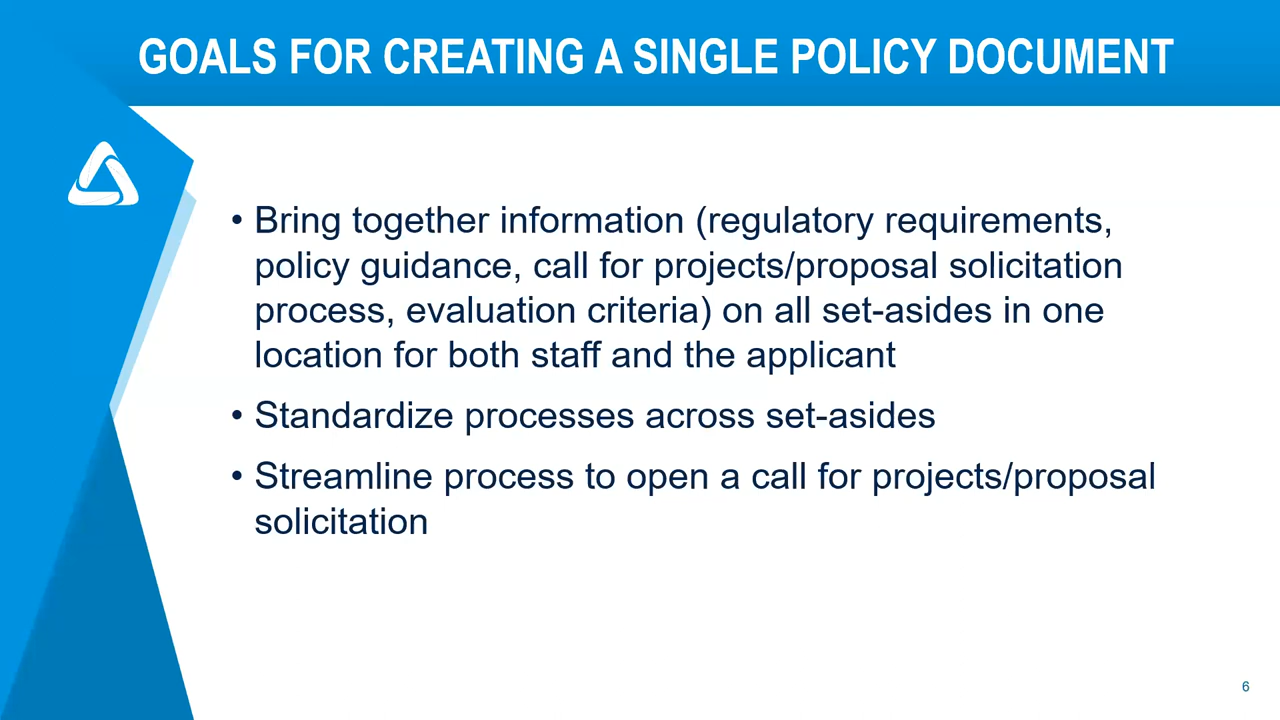 GOALS FOR CREATING A SINGLE POLICY DOCUMENT
• Bring together information (regulatory requirements,
policy guidance, call for projects/proposal solicitation
process, evaluation criteria) on all set-asides in one
location for both staff and the applicant
• Standardize processes across set-asides
• Streamline process to open a call for projects/proposal
solicitation
6